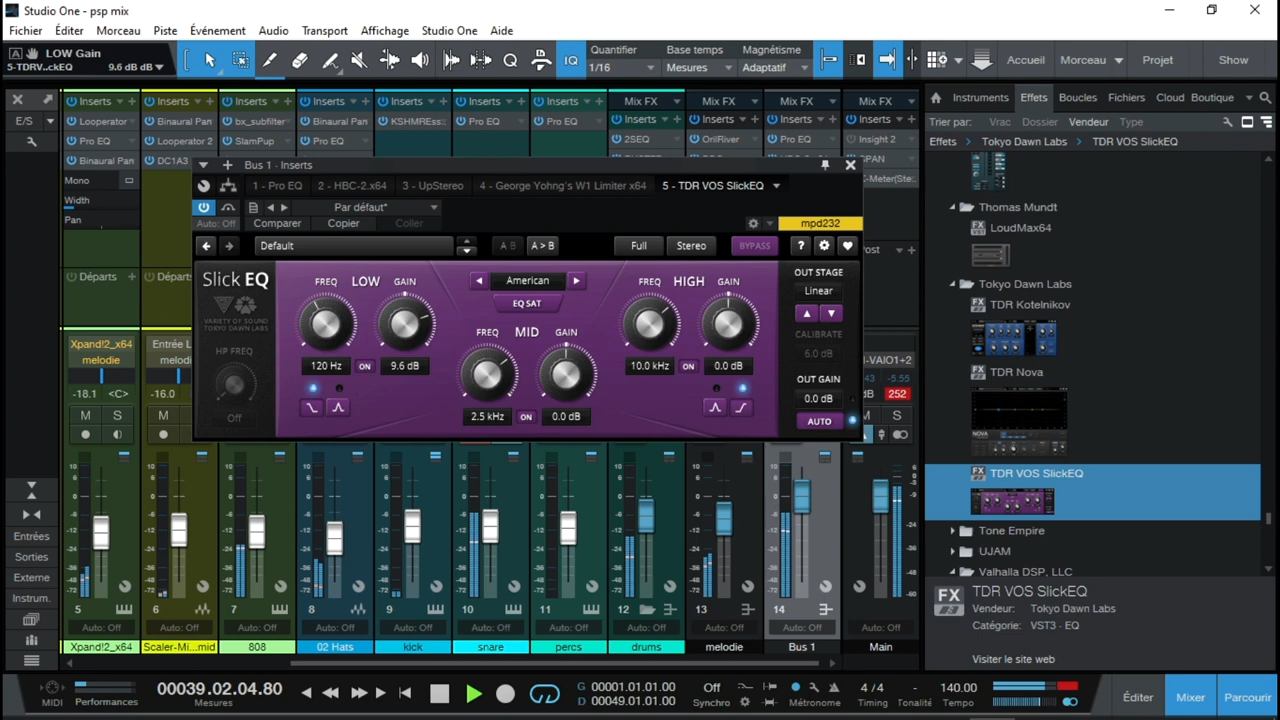 Studio One - psp mix
Fichier Éditer Morceau Piste Événement Audio Transport Affichage Studio One Aide
LOW Gain
5-TDRV..ckEQ 9.6 dB dB
IQ
Quantifier Base temps Magnétisme
1/16 Mesures Adaptatif
Accueil Morceau Projet Show
Inserts Inserts Inserts Inserts Inserts Inserts Inserts Mix FX Mix FX Mix FX Mix FX
E/S Looperator Binaural Pan bx_subfilter Binaural Pan KSHMREss Pro EQ Pro EQ Inserts Inserts Inserts Inserts
Pro EQ Looperator 2 SlamPup Pro EQ 2SEQ OrilRiver Pro EQ Insight 2
Binaural Pan DC1A3
Mono
Width
Pan
Départs Départs
Bus 1 - Inserts
1 - Pro EQ 2 - HBC-2.x64 3 - UpStereo 4 - George Yohng's W1 Limiter x64 5 - TDR VOS SlickEQ
Par défaut*
Auto: Off Comparer Copier Coller mpd232
Default A B A > B Full Stereo BYPASS ?
Slick EQ
VARIETY OF SOUND
TOKYO DAWN LABS
HP FREQ
Off
FREQ LOW GAIN
120 Hz ON 9.6 dB
American
EQ SAT
FREQ MID GAIN
2.5 kHz ON 0.0 dB
FREQ HIGH GAIN
10.0 kHz ON 0.0 dB
OUT STAGE
Linear
CALIBRATE
6.0 dB
OUT GAIN
0.0 dB
AUTO
Xpand!2_x64 Entrée L
melodie melodi
-18.1 <C> -16.0
M S M
-5.55
252
M S
Entrées
Sorties
Externe
Instrum.
5 6 7 8 9 10 11 12 13 14
Auto: Off Auto: Off Auto: Off Auto: Off Auto: Off Auto: Off Auto: Off Auto: Off Auto: Off Auto: Off Auto: Off
Xpand!2_x64 Scaler-Mi...mid 808 02 Hats kick snare percs drums melodie Bus 1 Main
Instruments Effets Boucles Fichiers Cloud Boutique
Trier par: Vrac Dossier Vendeur Type
Effets Tokyo Dawn Labs TDR VOS SlickEQ
Thomas Mundt
LoudMax64
Tokyo Dawn Labs
TDR Kotelnikov
TDR Nova
TDR VOS SlickEQ
Tone Empire
UJAM
Valhalla DSP, LLC
FX
TDR VOS SlickEQ
Vendeur: Tokyo Dawn Labs
Catégorie: VST3 - EQ
Visiter le site web
MIDI Performances
00039.02.04.80
Mesures
G 00001.01.01.00
D 00049.01.01.00
Off
Synchro
Métronome
4 / 4
Timing
-
Tonalité
140.00
Tempo
Éditer Mixer Parcourir